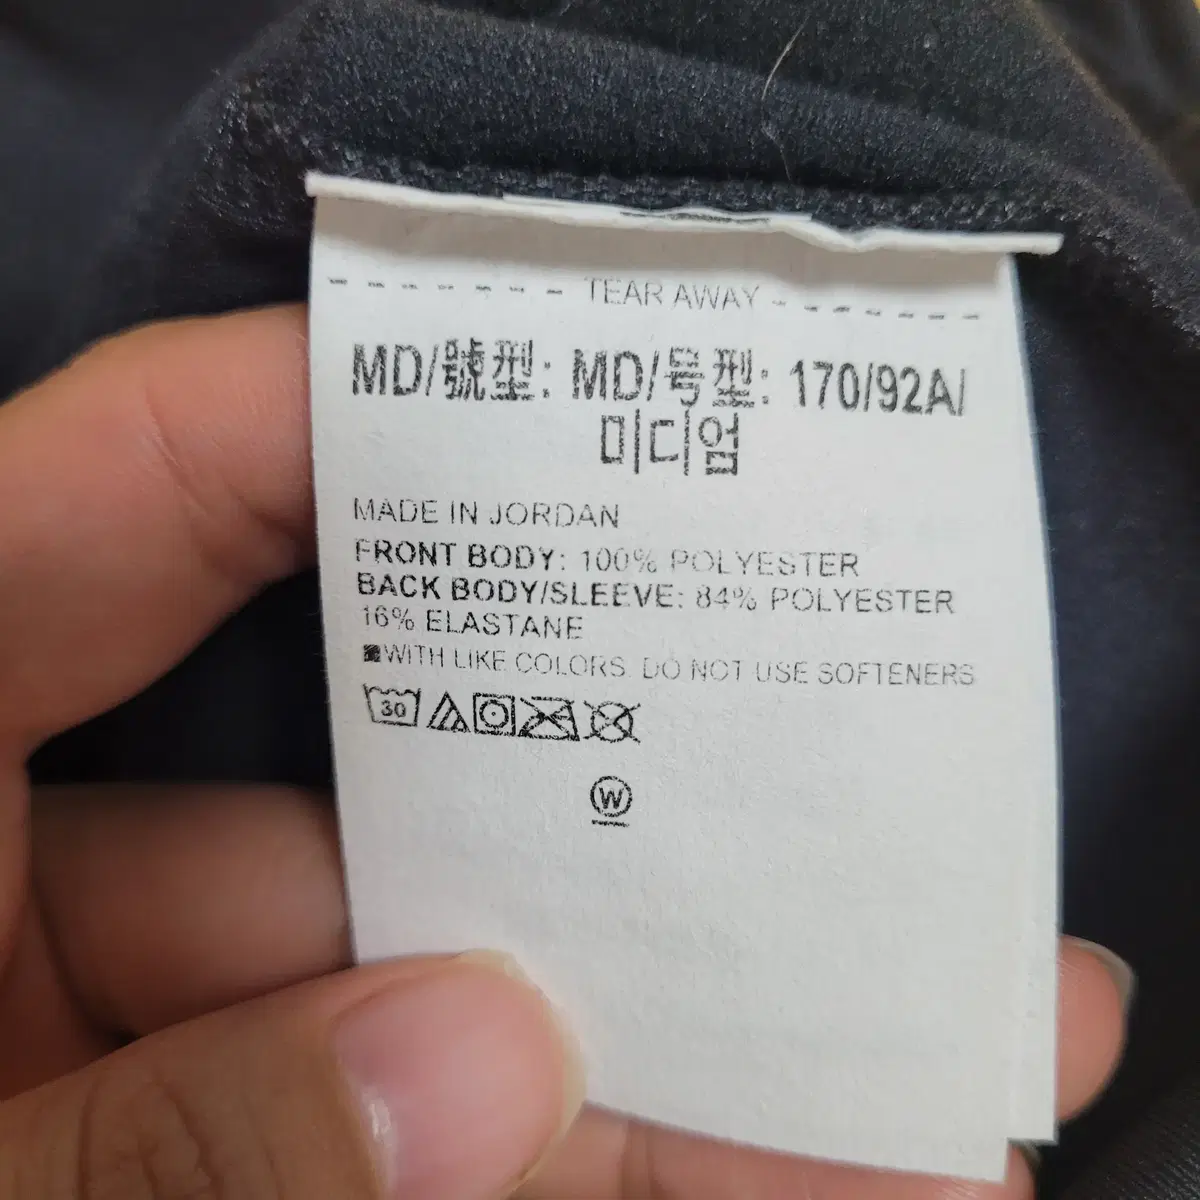 TEAR AWAY
MD/號型: MD/号型: 170/92A/
미디엄
MADE IN JORDAN
FRONT BODY: 100% POLYESTER
BACK BODY/SLEEVE: 84% POLYESTER
16% ELASTANE
■WITH LIKE COLORS. DO NOT USE SOFTENERS
30
W